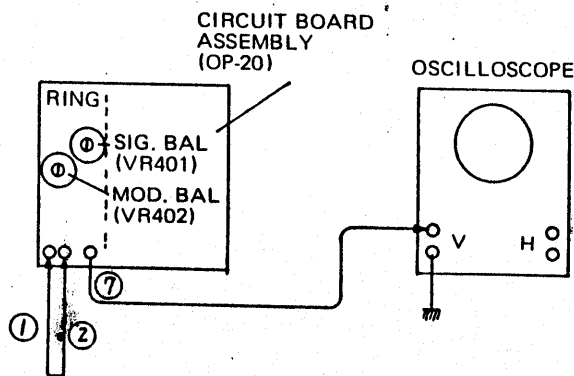 CIRCUIT BOARD
ASSEMBLY
(OP-20)
OSCILLOSCOPE
RING
SIG. BAL
(VR401)
MOD. BAL
(VR402)
V
H
⑦
①
②